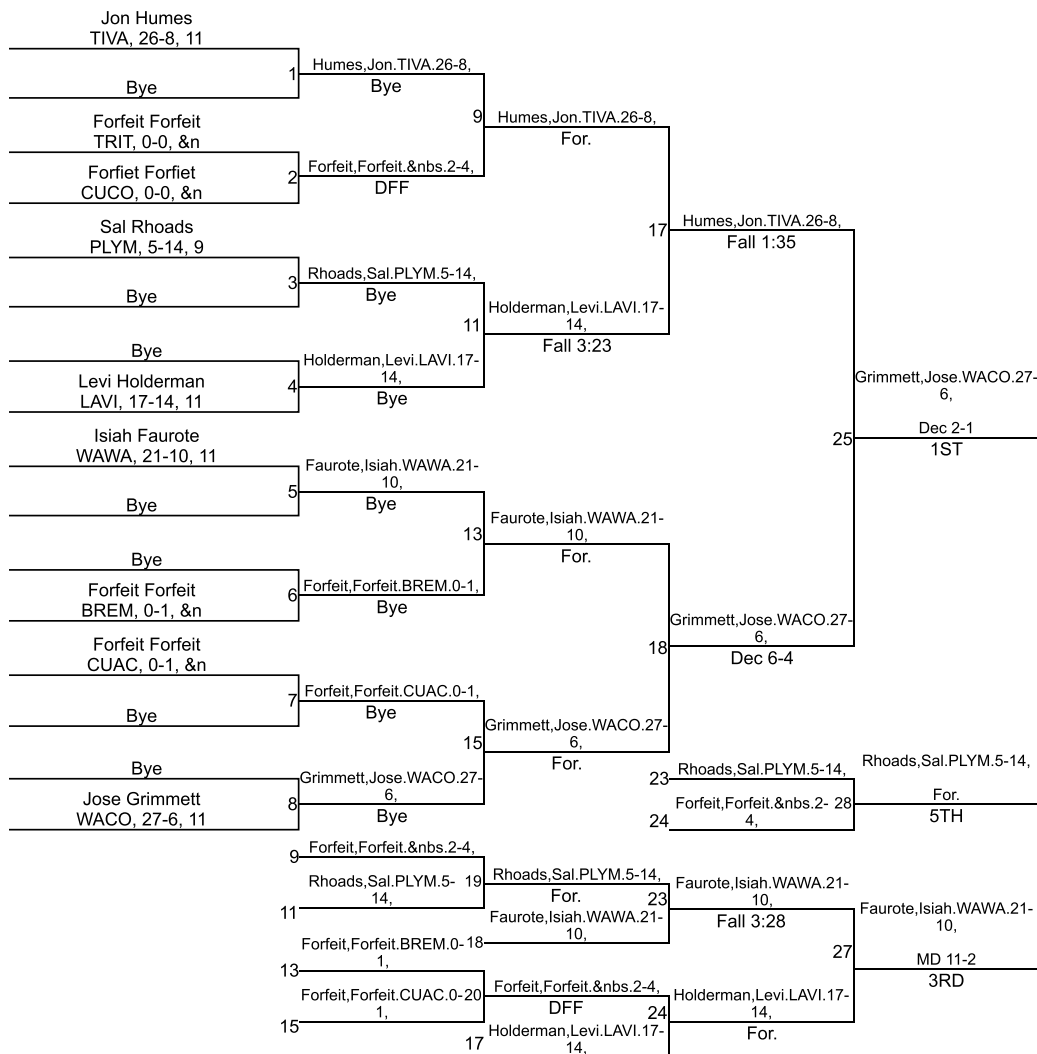 Jon Humes
TIVA, 26-8, 11
1
Humes,Jon.TIVA.26-8,
Bye
Bye
9
Humes,Jon.TIVA.26-8,
For.
Forfeit Forfeit
TRIT, 0-0, &n
Forfiet Forfiet
CUCO, 0-0, &n
2
Forfeit,Forfeit.&nbs.2-4,
DFF
17
Humes,Jon.TIVA.26-8,
Fall 1:35
Sal Rhoads
PLYM, 5-14, 9
3
Rhoads,Sal.PLYM.5-14,
Bye
Bye
11
Holderman,Levi.LAVI.17-
14,
Fall 3:23
Bye
Levi Holderman
LAVI, 17-14, 11
4
Holderman,Levi.LAVI.17-
14,
Bye
25
Grimmett,Jose.WACO.27-
6,
Dec 2-1
1ST
Isiah Faurote
WAWA, 21-10, 11
5
Faurote,Isiah.WAWA.21-
10,
Bye
Bye
13
Faurote,Isiah.WAWA.21-
10,
For.
Bye
Forfeit Forfeit
BREM, 0-1, &n
6
Forfeit,Forfeit.BREM.0-1,
Bye
18
Grimmett,Jose.WACO.27-
6,
Dec 6-4
Forfeit Forfeit
CUAC, 0-1, &n
7
Forfeit,Forfeit.CUAC.0-1,
Bye
Bye
15
Grimmett,Jose.WACO.27-
6,
For.
Bye
Jose Grimmett
WACO, 27-6, 11
8
Grimmett,Jose.WACO.27-
6,
Bye
23
Rhoads,Sal.PLYM.5-14,
24
Forfeit,Forfeit.&nbs.2-
4,
28
Rhoads,Sal.PLYM.5-14,
For.
5TH
9
Forfeit,Forfeit.&nbs.2-4,
11
Rhoads,Sal.PLYM.5-
14,
19
Rhoads,Sal.PLYM.5-14,
For.
18
Faurote,Isiah.WAWA.21-
10,
23
Faurote,Isiah.WAWA.21-
10,
Fall 3:28
13
Forfeit,Forfeit.BREM.0-
1,
15
Forfeit,Forfeit.CUAC.0-
1,
20
Forfeit,Forfeit.&nbs.2-4,
DFF
17
Holderman,Levi.LAVI.17-
14,
24
Holderman,Levi.LAVI.17-
14,
For.
27
Faurote,Isiah.WAWA.21-
10,
MD 11-2
3RD